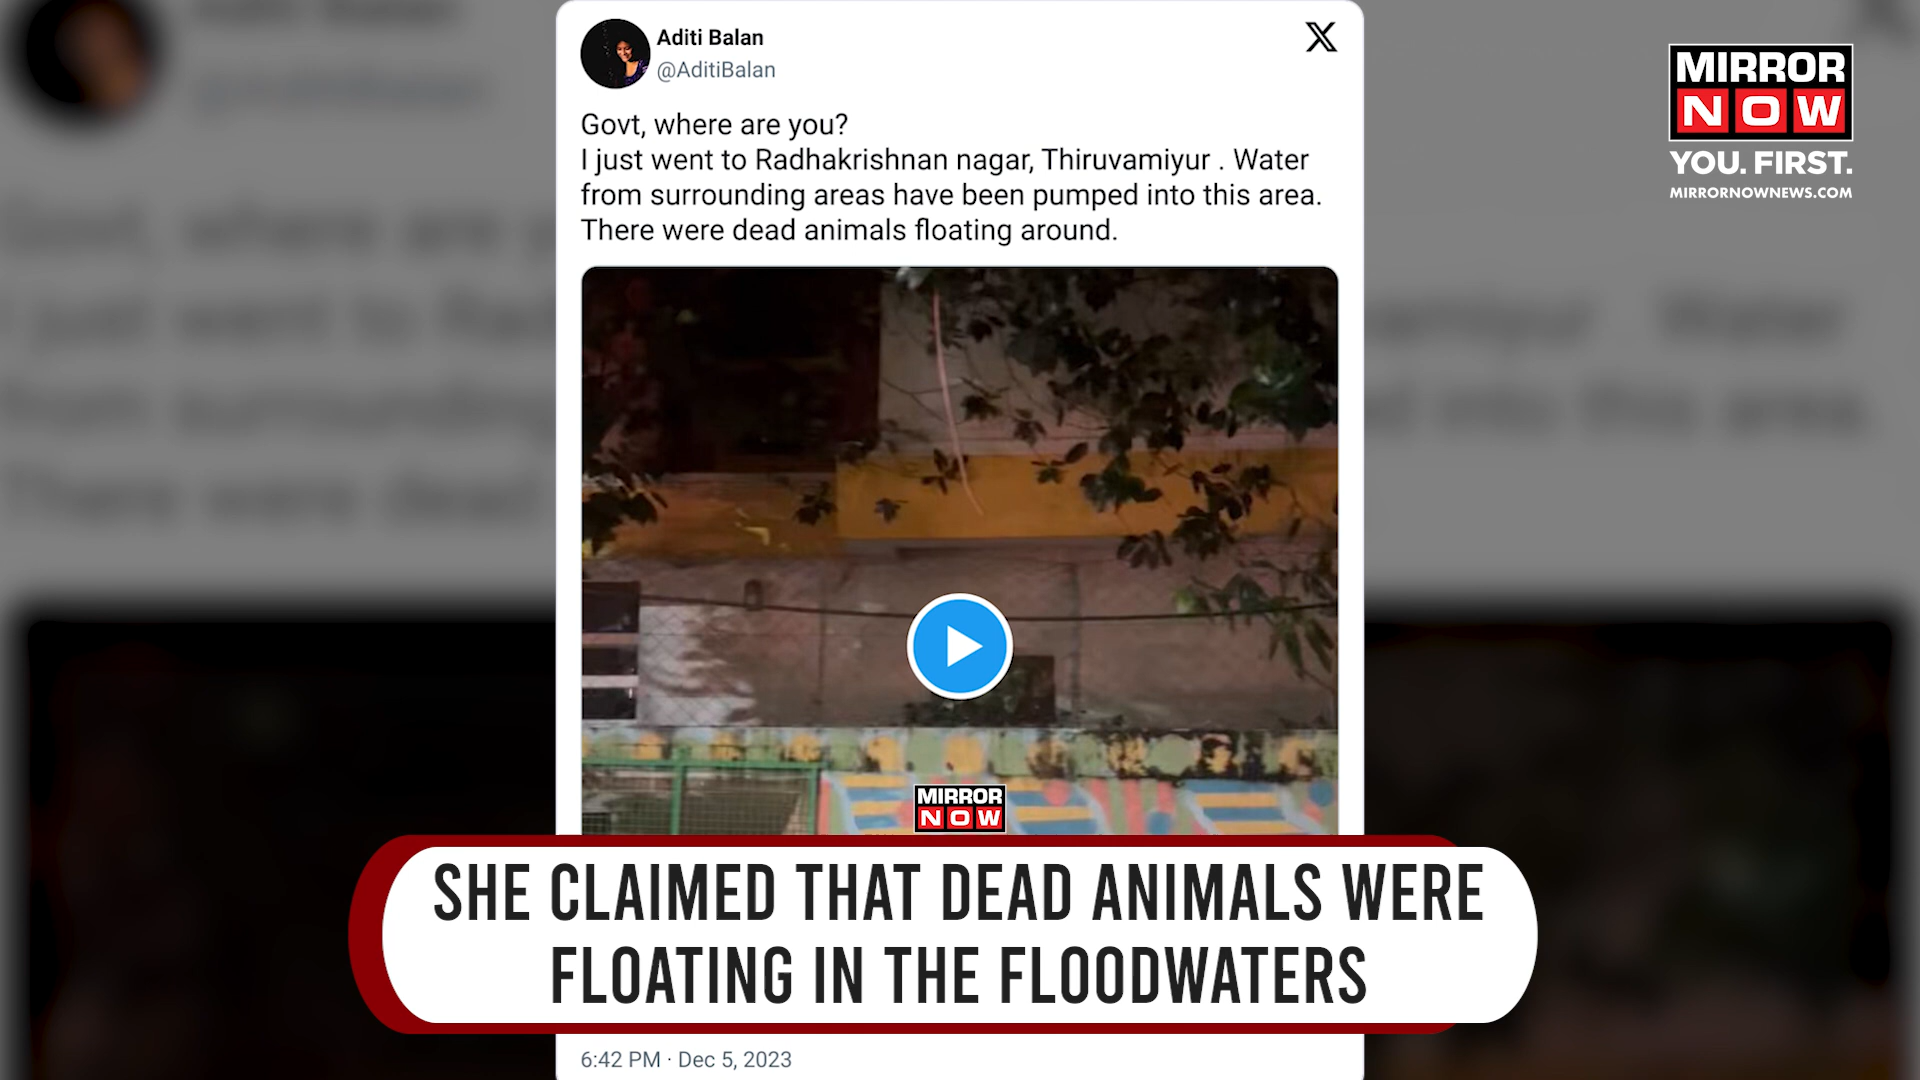 Aditi Balan
@AditiBalan
Govt, where are you?
I just went to Radhakrishnan nagar, Thiruvamiyur . Water
from surrounding areas have been pumped into this area.
There were dead animals floating around.
MIRROR
NOW
YOU. FIRST.
MIRRORNOWNEWS.COM
MIRROR
NOW
SHE CLAIMED THAT DEAD ANIMALS WERE
FLOATING IN THE FLOODWATERS
6:42 PM · Dec 5, 2023